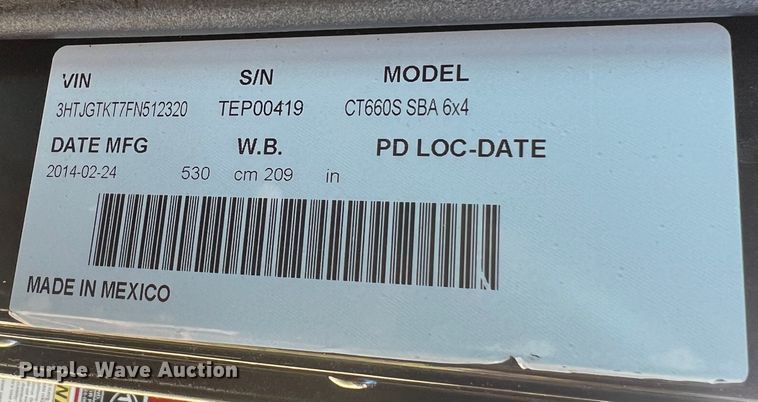 VIN S/N MODEL
3HTJGTKT7FN512320 TEP00419 CT660S SBA 6x4
DATE MFG W.B. PD LOC-DATE
2014-02-24 530 cm 209 in
MADE IN MEXICO
Purple Wave Auction